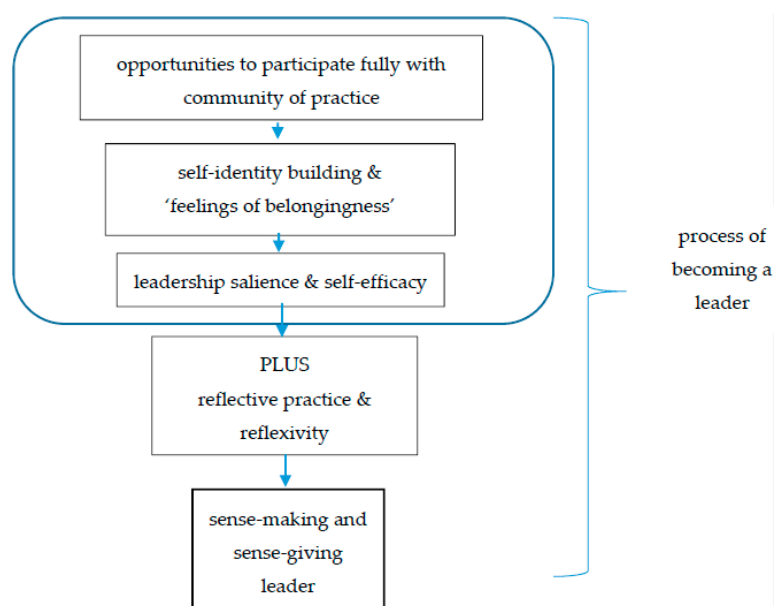 opportunities to participate fully with
community of practice
self-identity building &
‘feelings of belongingness’
leadership salience & self-efficacy
PLUS
reflective practice &
reflexivity
sense-making and
sense-giving
leader
process of
becoming a
leader